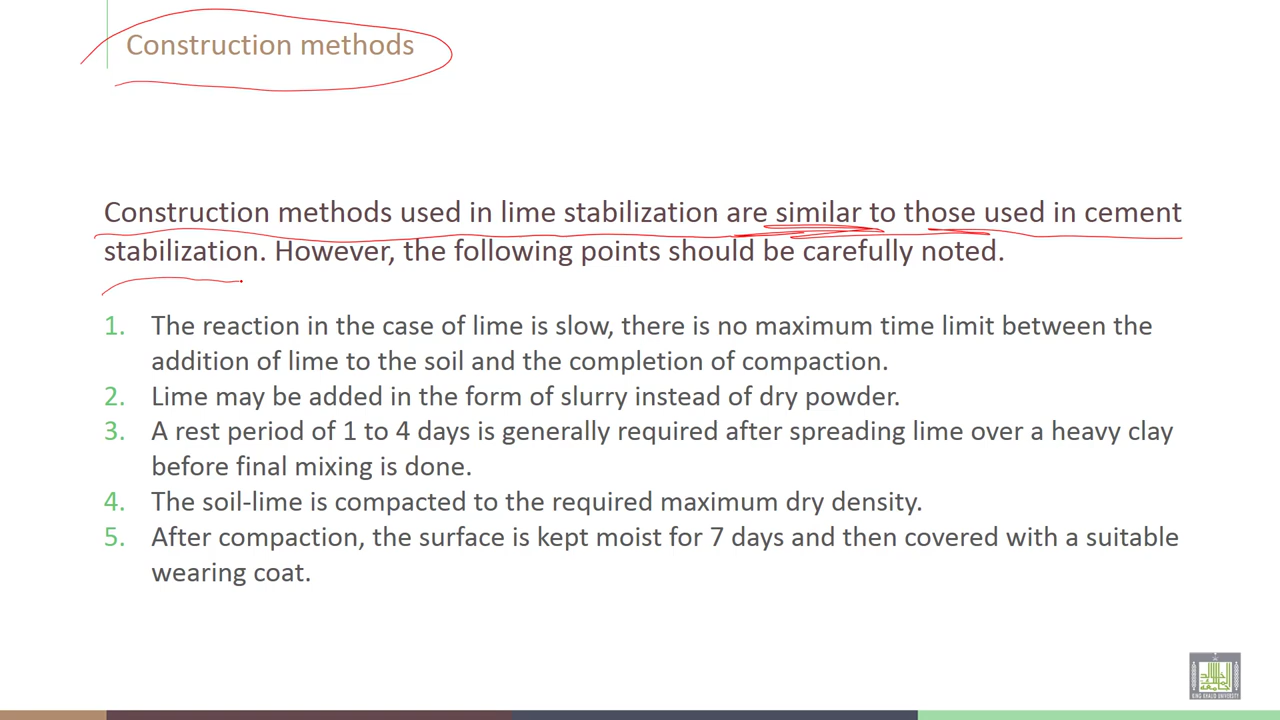 Construction methods
Construction methods used in lime stabilization are similar to those used in cement
stabilization. However, the following points should be carefully noted.
1. The reaction in the case of lime is slow, there is no maximum time limit between the
addition of lime to the soil and the completion of compaction.
2. Lime may be added in the form of slurry instead of dry powder.
3. A rest period of 1 to 4 days is generally required after spreading lime over a heavy clay
before final mixing is done.
4. The soil-lime is compacted to the required maximum dry density.
5. After compaction, the surface is kept moist for 7 days and then covered with a suitable
wearing coat.
KING KHALID UNIVERSITY